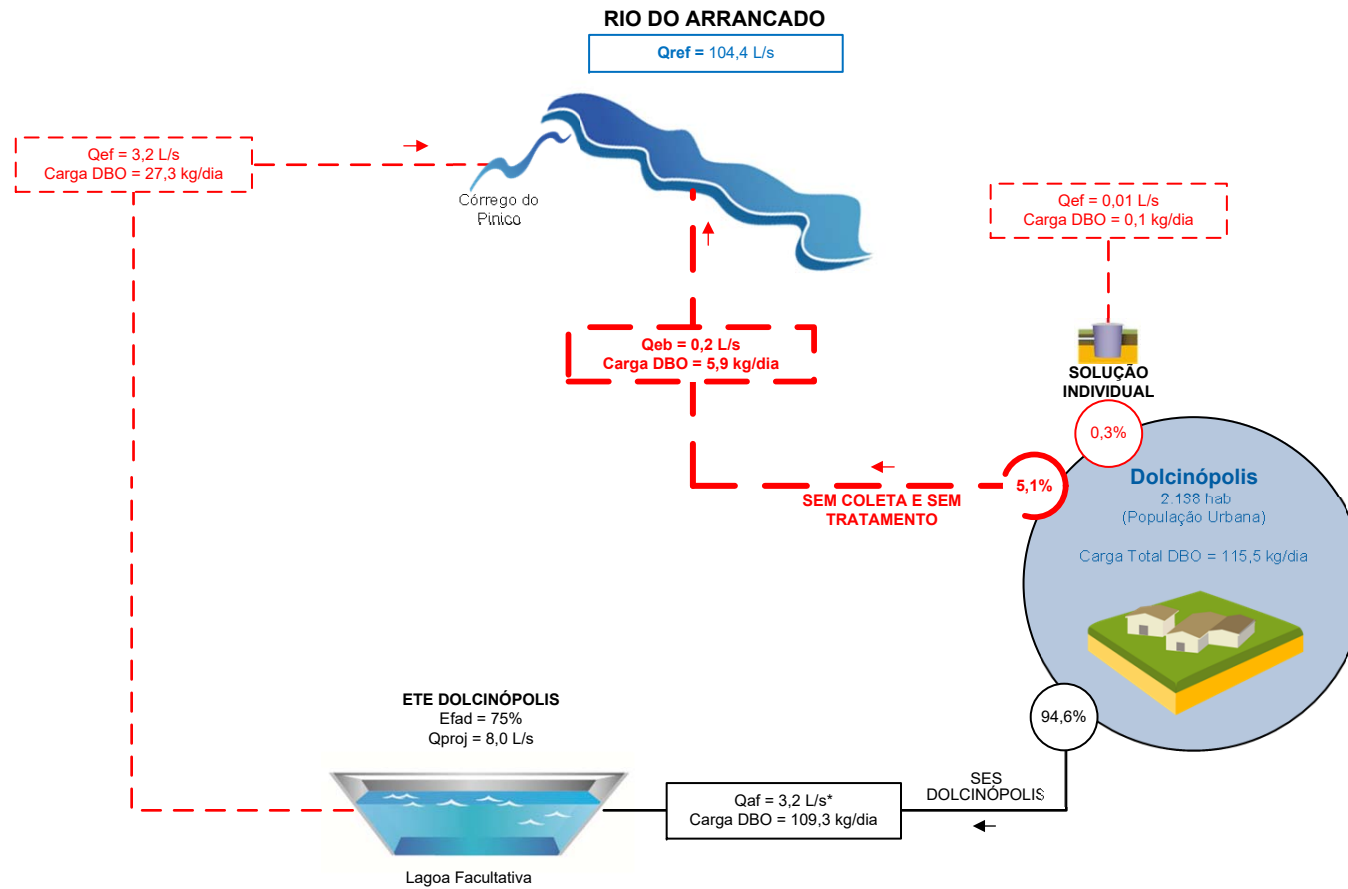 RIO DO ARRANCADO
Qref = 104,4 L/s
Qef = 3,2 L/s
Carga DBO = 27,3 kg/dia
Córrego do
Pinico
Qef = 0,01 L/s
Carga DBO = 0,1 kg/dia
Qeb = 0,2 L/s
Carga DBO = 5,9 kg/dia
SOLUÇÃO
INDIVIDUAL
0,3%
5,1%
SEM COLETA E SEM
TRATAMENTO
Dolcinópolis
2.138 hab
(População Urbana)
Carga Total DBO = 115,5 kg/dia
94,6%
ETE DOLCINÓPOLIS
Efad = 75%
Qproj = 8,0 L/s
SES
DOLCINÓPOLIS
Qaf = 3,2 L/s*
Carga DBO = 109,3 kg/dia
Lagoa Facultativa